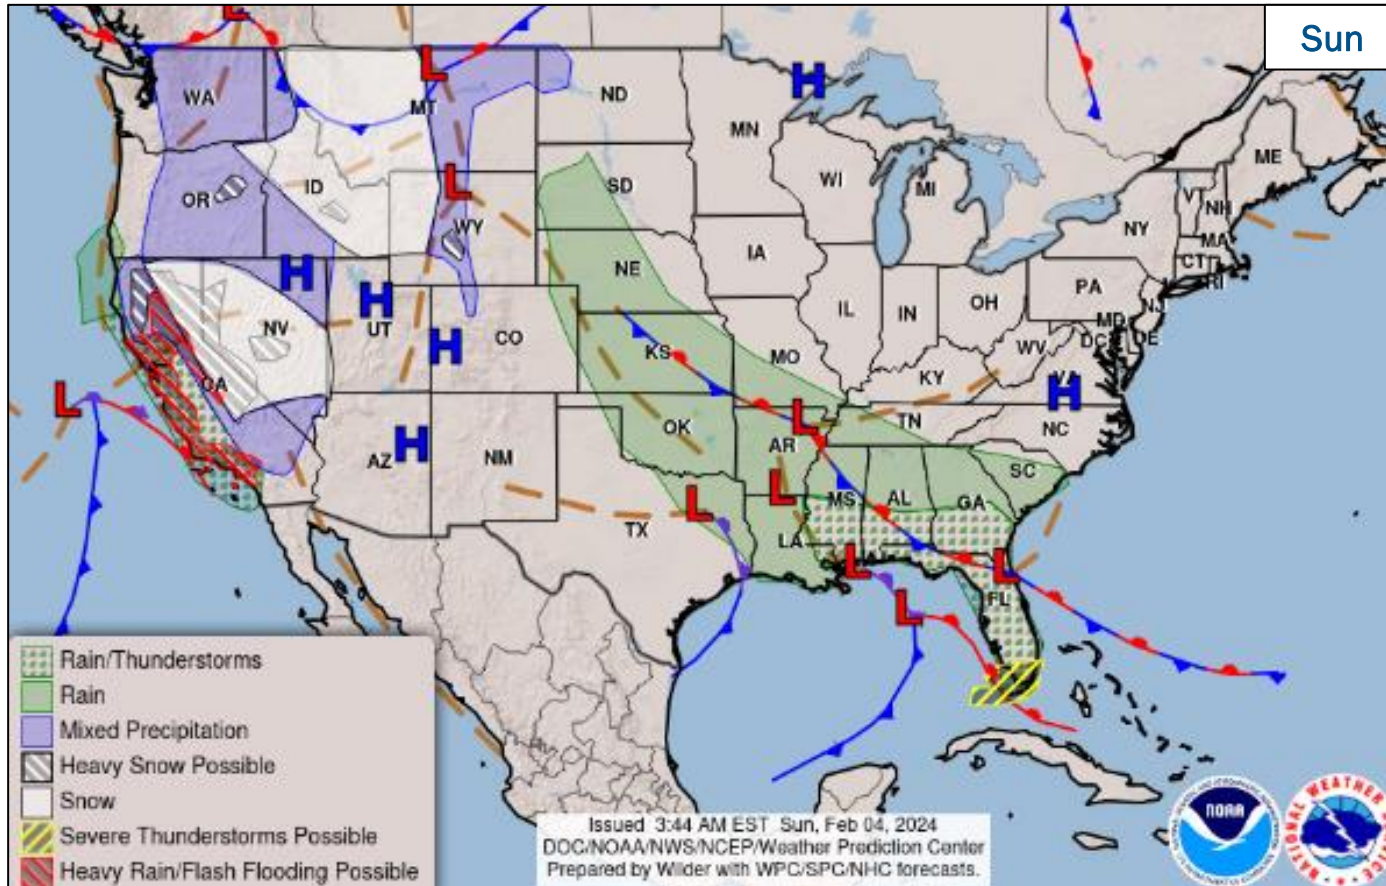 Sun
L
L
H
WA
MT
ND
MN
ME
OR
ID
L
WY
SD
WI
MI
VT
NH
NY
MA
CT
RI
H
H
UT
NV
NE
IA
IL
IN
OH
PA
NJ
MD
DE
DC
H
CO
KS
MO
KY
WV
VA
H
L
CA
AZ
H
NM
OK
AR
L
TN
NC
SC
L
L
TX
LA
MS
AL
GA
L
L
L
FL
Rain/Thunderstorms
Rain
Mixed Precipitation
Heavy Snow Possible
Snow
Severe Thunderstorms Possible
Heavy Rain/Flash Flooding Possible
Issued 3:44 AM EST Sun, Feb 04, 2024
DOC/NOAA/NWS/NCEP/Weather Prediction Center
Prepared by Wilder with WPC/SPC/NHC forecasts.
NOAA
NATIONAL WEATHER